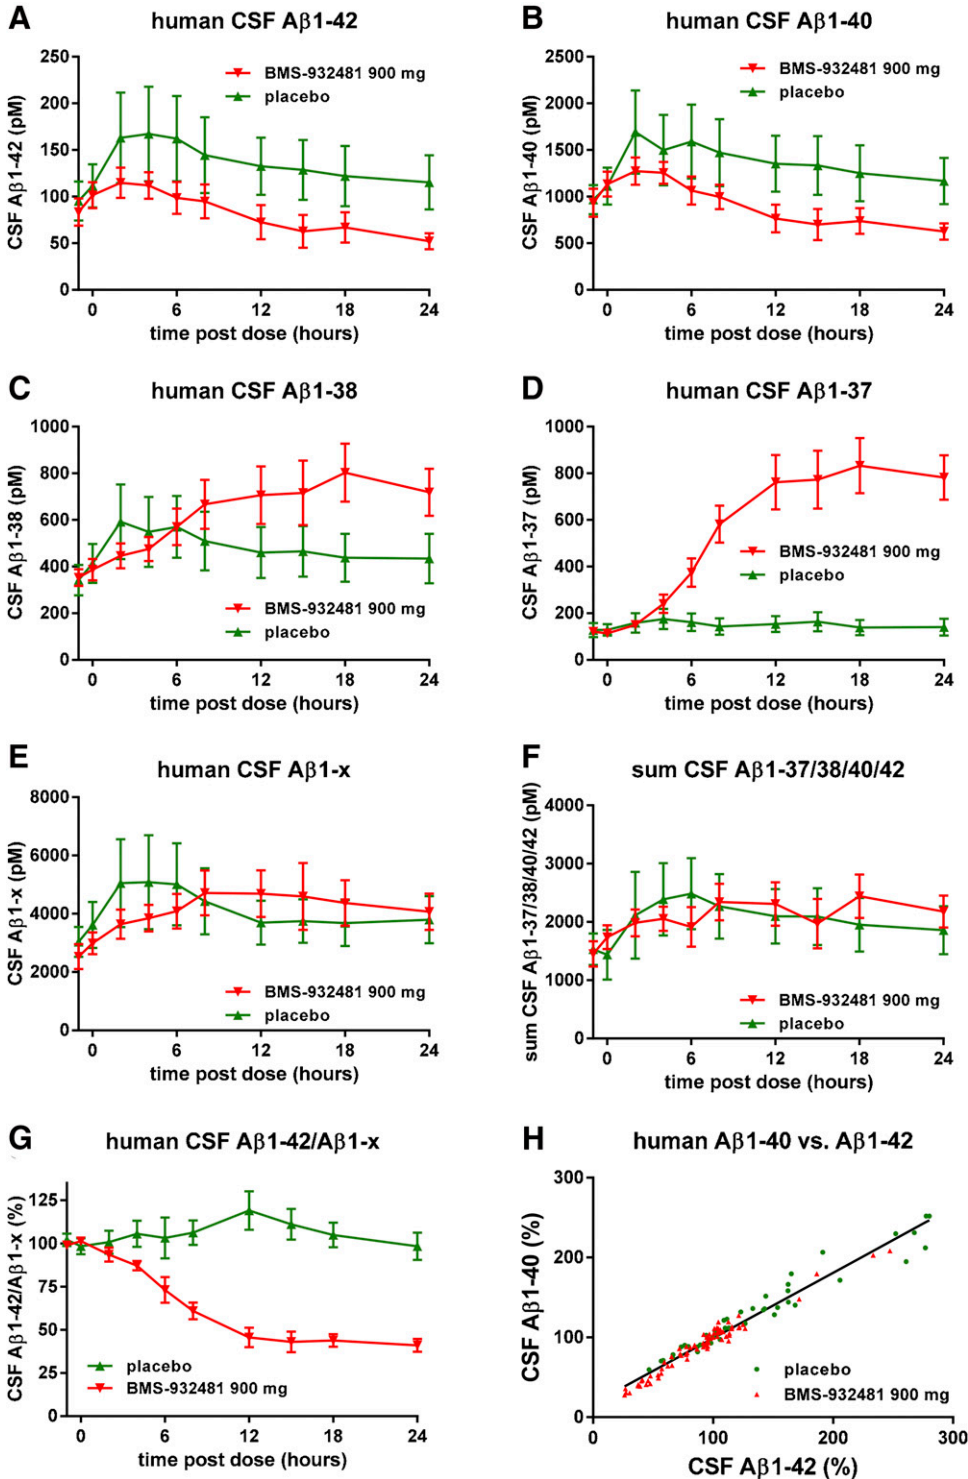 A human CSF Aβ1-42
CSF Aβ1-42 (pM)
250
200
150
100
50
0
BMS-932481 900 mg
placebo
0 6 12 18 24
time post dose (hours)
B human CSF Aβ1-40
CSF Aβ1-40 (pM)
2500
2000
1500
1000
500
0
BMS-932481 900 mg
placebo
0 6 12 18 24
time post dose (hours)
C human CSF Aβ1-38
CSF Aβ1-38 (pM)
1000
800
600
400
200
0
BMS-932481 900 mg
placebo
0 6 12 18 24
time post dose (hours)
D human CSF Aβ1-37
CSF Aβ1-37 (pM)
1000
800
600
400
200
0
BMS-932481 900 mg
placebo
0 6 12 18 24
time post dose (hours)
E human CSF Aβ1-x
CSF Aβ1-x (pM)
8000
6000
4000
2000
0
BMS-932481 900 mg
placebo
0 6 12 18 24
time post dose (hours)
F sum CSF Aβ1-37/38/40/42
sum CSF Aβ1-37/38/40/42 (pM)
4000
3000
2000
1000
0
BMS-932481 900 mg
placebo
0 6 12 18 24
time post dose (hours)
G human CSF Aβ1-42/Aβ1-x
CSF Aβ1-42/Aβ1-x (%)
125
100
75
50
25
0
placebo
BMS-932481 900 mg
0 6 12 18 24
time post dose (hours)
H human Aβ1-40 vs. Aβ1-42
CSF Aβ1-40 (%)
300
200
100
0
placebo
BMS-932481 900 mg
0 100 200 300
CSF Aβ1-42 (%)